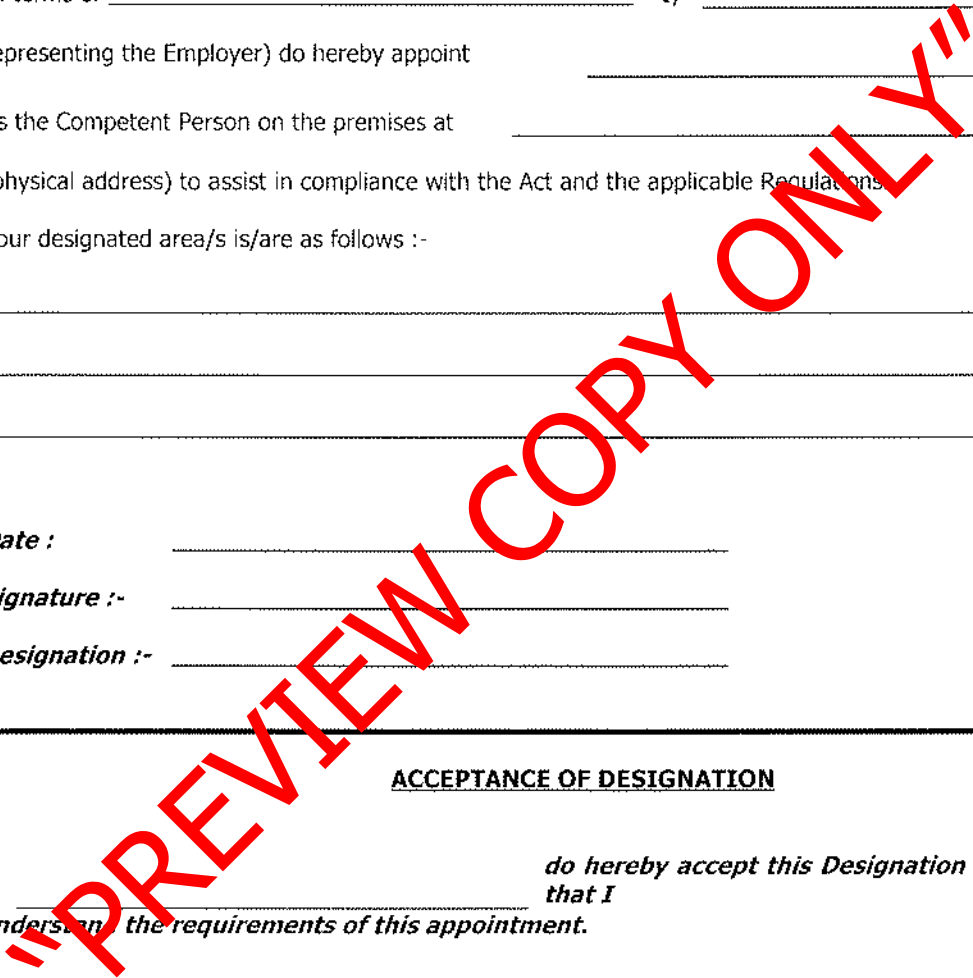 epresenting the Employer) do hereby appoint
s the Competent Person on the premises at
physical address) to assist in compliance with the Act and the applicable Regulations.
our designated area/s is/are as follows :-
ate :
ignature :-
esignation :-
ACCEPTANCE OF DESIGNATION
do hereby accept this Designation
that I
nderstand the requirements of this appointment.
"PREVIEW COPY ONLY"